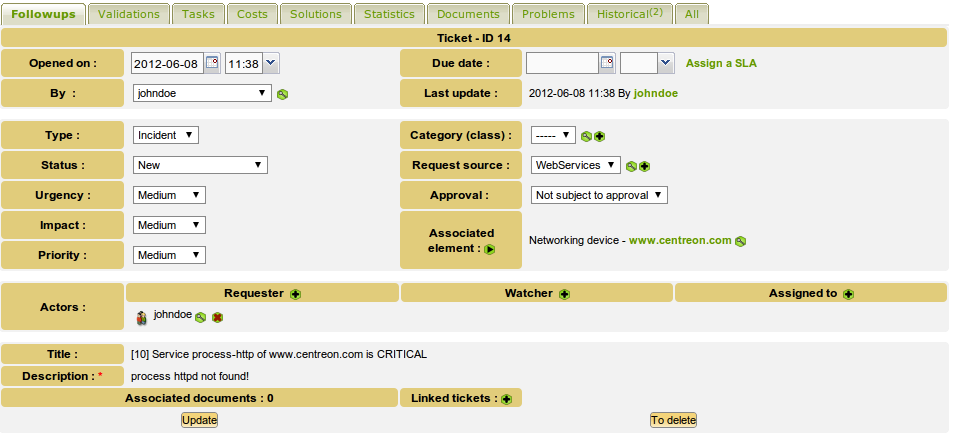 Followups Validations Tasks Costs Solutions Statistics Documents Problems Historical(2) All
Ticket - ID 14
Opened on : 2012-06-08 11:38 Due date : Assign a SLA
By : johndoe Last update : 2012-06-08 11:38 By johndoe
Type : Incident Category (class) : -----
Status : New Request source : WebServices
Urgency : Medium Approval : Not subject to approval
Impact : Medium Associated
element : Networking device - www.centreon.com
Priority : Medium
Actors : Requester Watcher Assigned to
johndoe
Title : [10] Service process-http of www.centreon.com is CRITICAL
Description : * process httpd not found!
Associated documents : 0 Linked tickets :
Update To delete